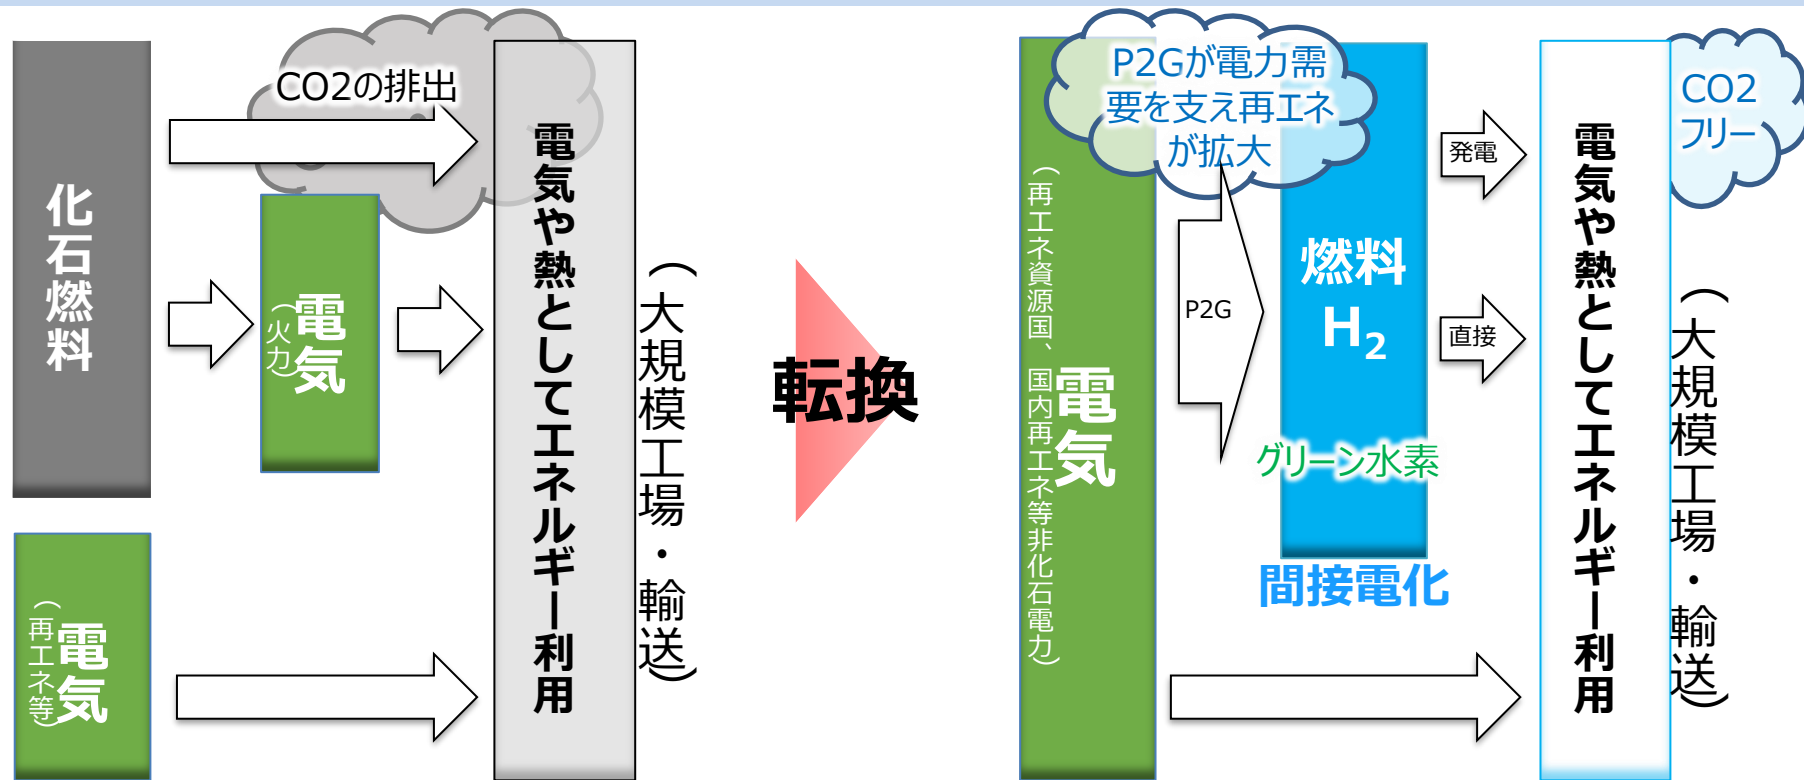 CO2の排出
化石燃料
電気
（火力）
電気
（再エネ等）
電気や熱としてエネルギー利用
（大規模工場・輸送）
転換
P2Gが電力需
要を支え再エネ
が拡大
電気
（再エネ資源国、国内再エネ等非化石電力）
P2G
燃料
H2
グリーン水素
間接電化
発電
直接
電気や熱としてエネルギー利用
（大規模工場・輸送）
CO2
フリー